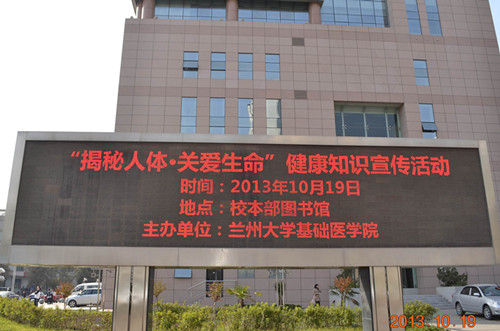 “揭秘人体·关爱生命”健康知识宣传活动
时间：2013年10月19日
地点：校本部图书馆
主办单位：兰州大学基础医学院
2013.10.19